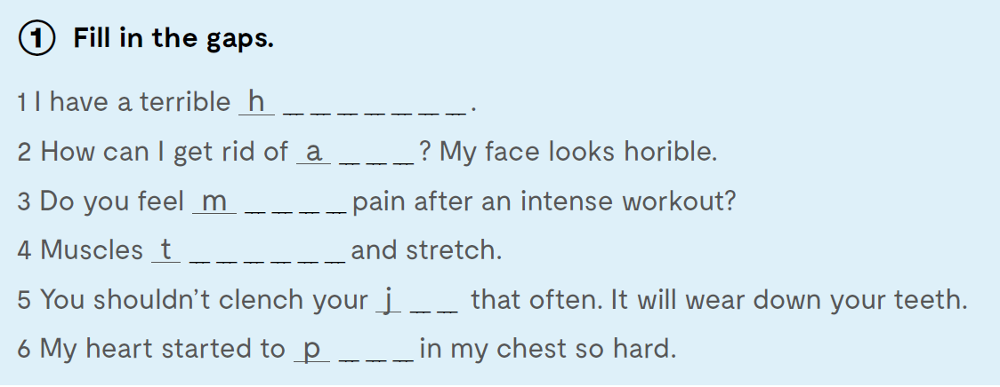 1 Fill in the gaps.
1 I have a terrible h _ _ _ _ _ _ _ .
2 How can I get rid of a _ _ _ ? My face looks horible.
3 Do you feel m _ _ _ _ pain after an intense workout?
4 Muscles t _ _ _ _ _ _ and stretch.
5 You shouldn't clench your j _ _ that often. It will wear down your teeth.
6 My heart started to p _ _ _ in my chest so hard.